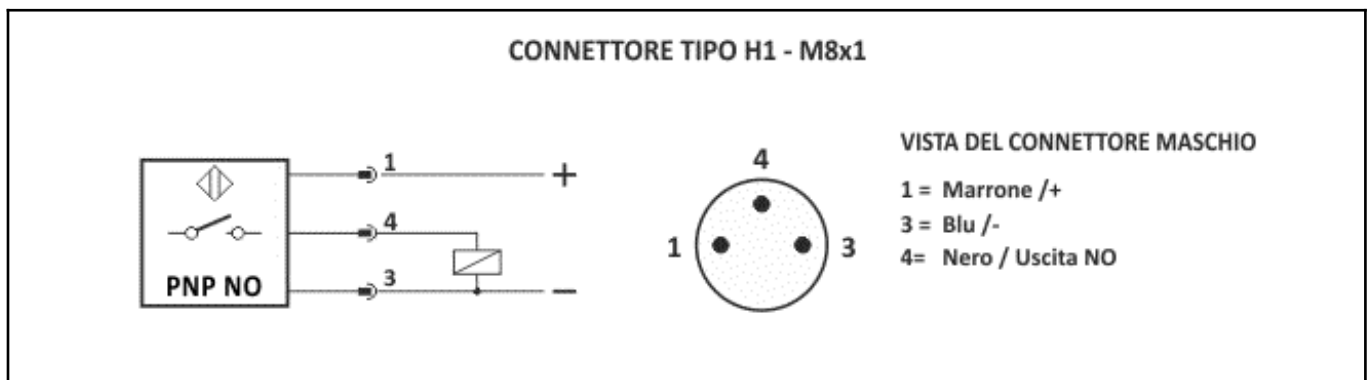 CONNETTORE TIPO H1 - M8x1
1
+
4
3
−
PNP NO
4
1
3
VISTA DEL CONNETTORE MASCHIO
1 = Marrone /+
3 = Blu /-
4= Nero / Uscita NO